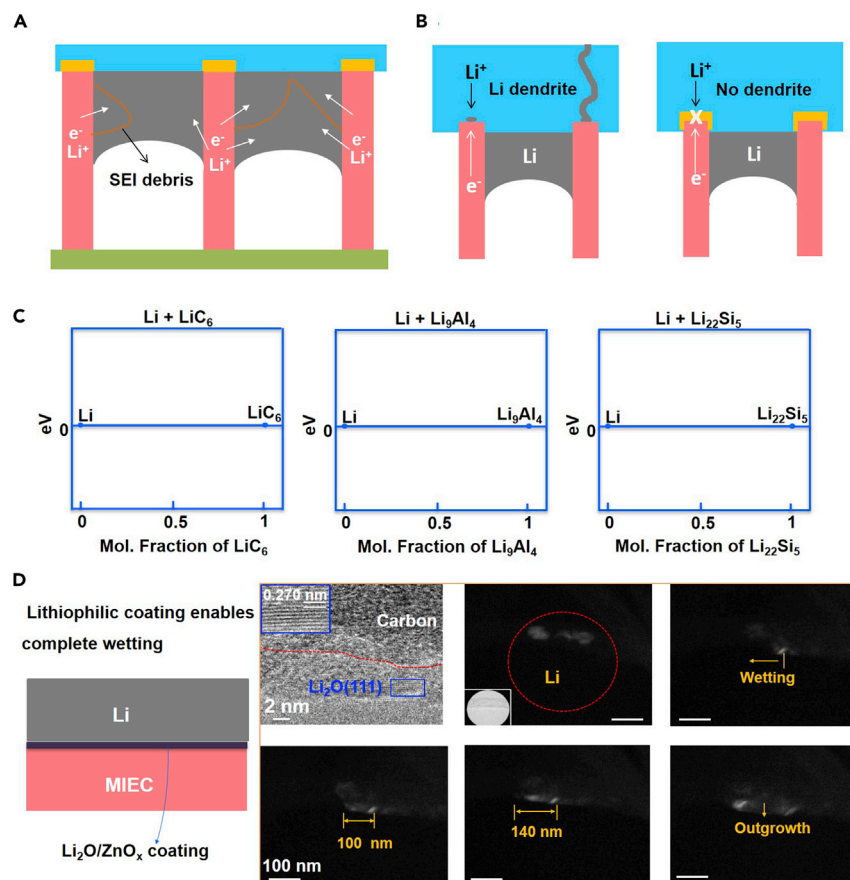 A
e-
Li+
SEI debris
e-
Li+
e-
Li+
B
Li+
Li dendrite
Li
e-
Li+
No dendrite
X
Li
e-
C
Li + LiC6
eV
0
Li
LiC6
0
0.5
1
Mol. Fraction of LiC6
Li + Li9Al4
eV
0
Li
Li9Al4
0
0.5
1
Mol. Fraction of Li9Al4
Li + Li22Si5
eV
0
Li
Li22Si5
0
0.5
1
Mol. Fraction of Li22Si5
D
Lithiophilic coating enables
complete wetting
Li
MIEC
Li2O/ZnOx coating
0.270 nm
Carbon
Li2O(111)
2 nm
Li
Wetting
100 nm
100 nm
140 nm
Outgrowth